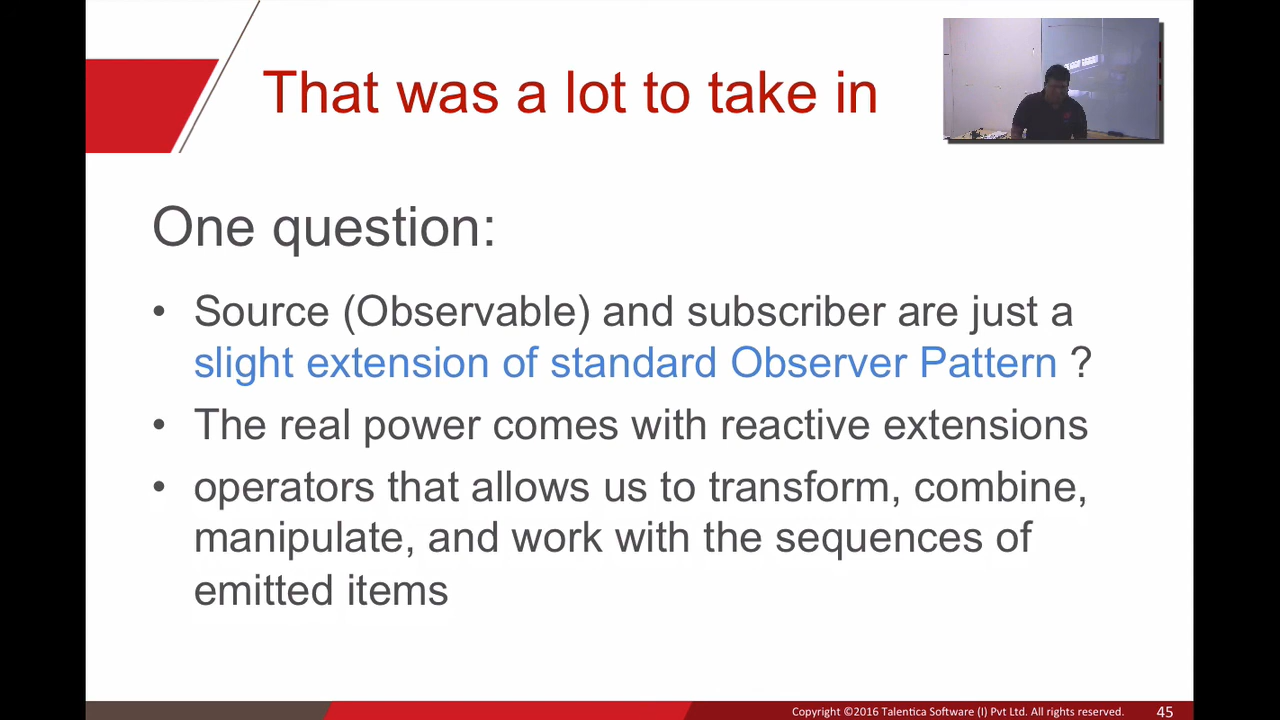 That was a lot to take in
One question:
• Source (Observable) and subscriber are just a
slight extension of standard Observer Pattern ?
• The real power comes with reactive extensions
• operators that allows us to transform, combine,
manipulate, and work with the sequences of
emitted items
Copyright ©2016 Talentica Software (I) Pvt Ltd. All rights reserved. 45